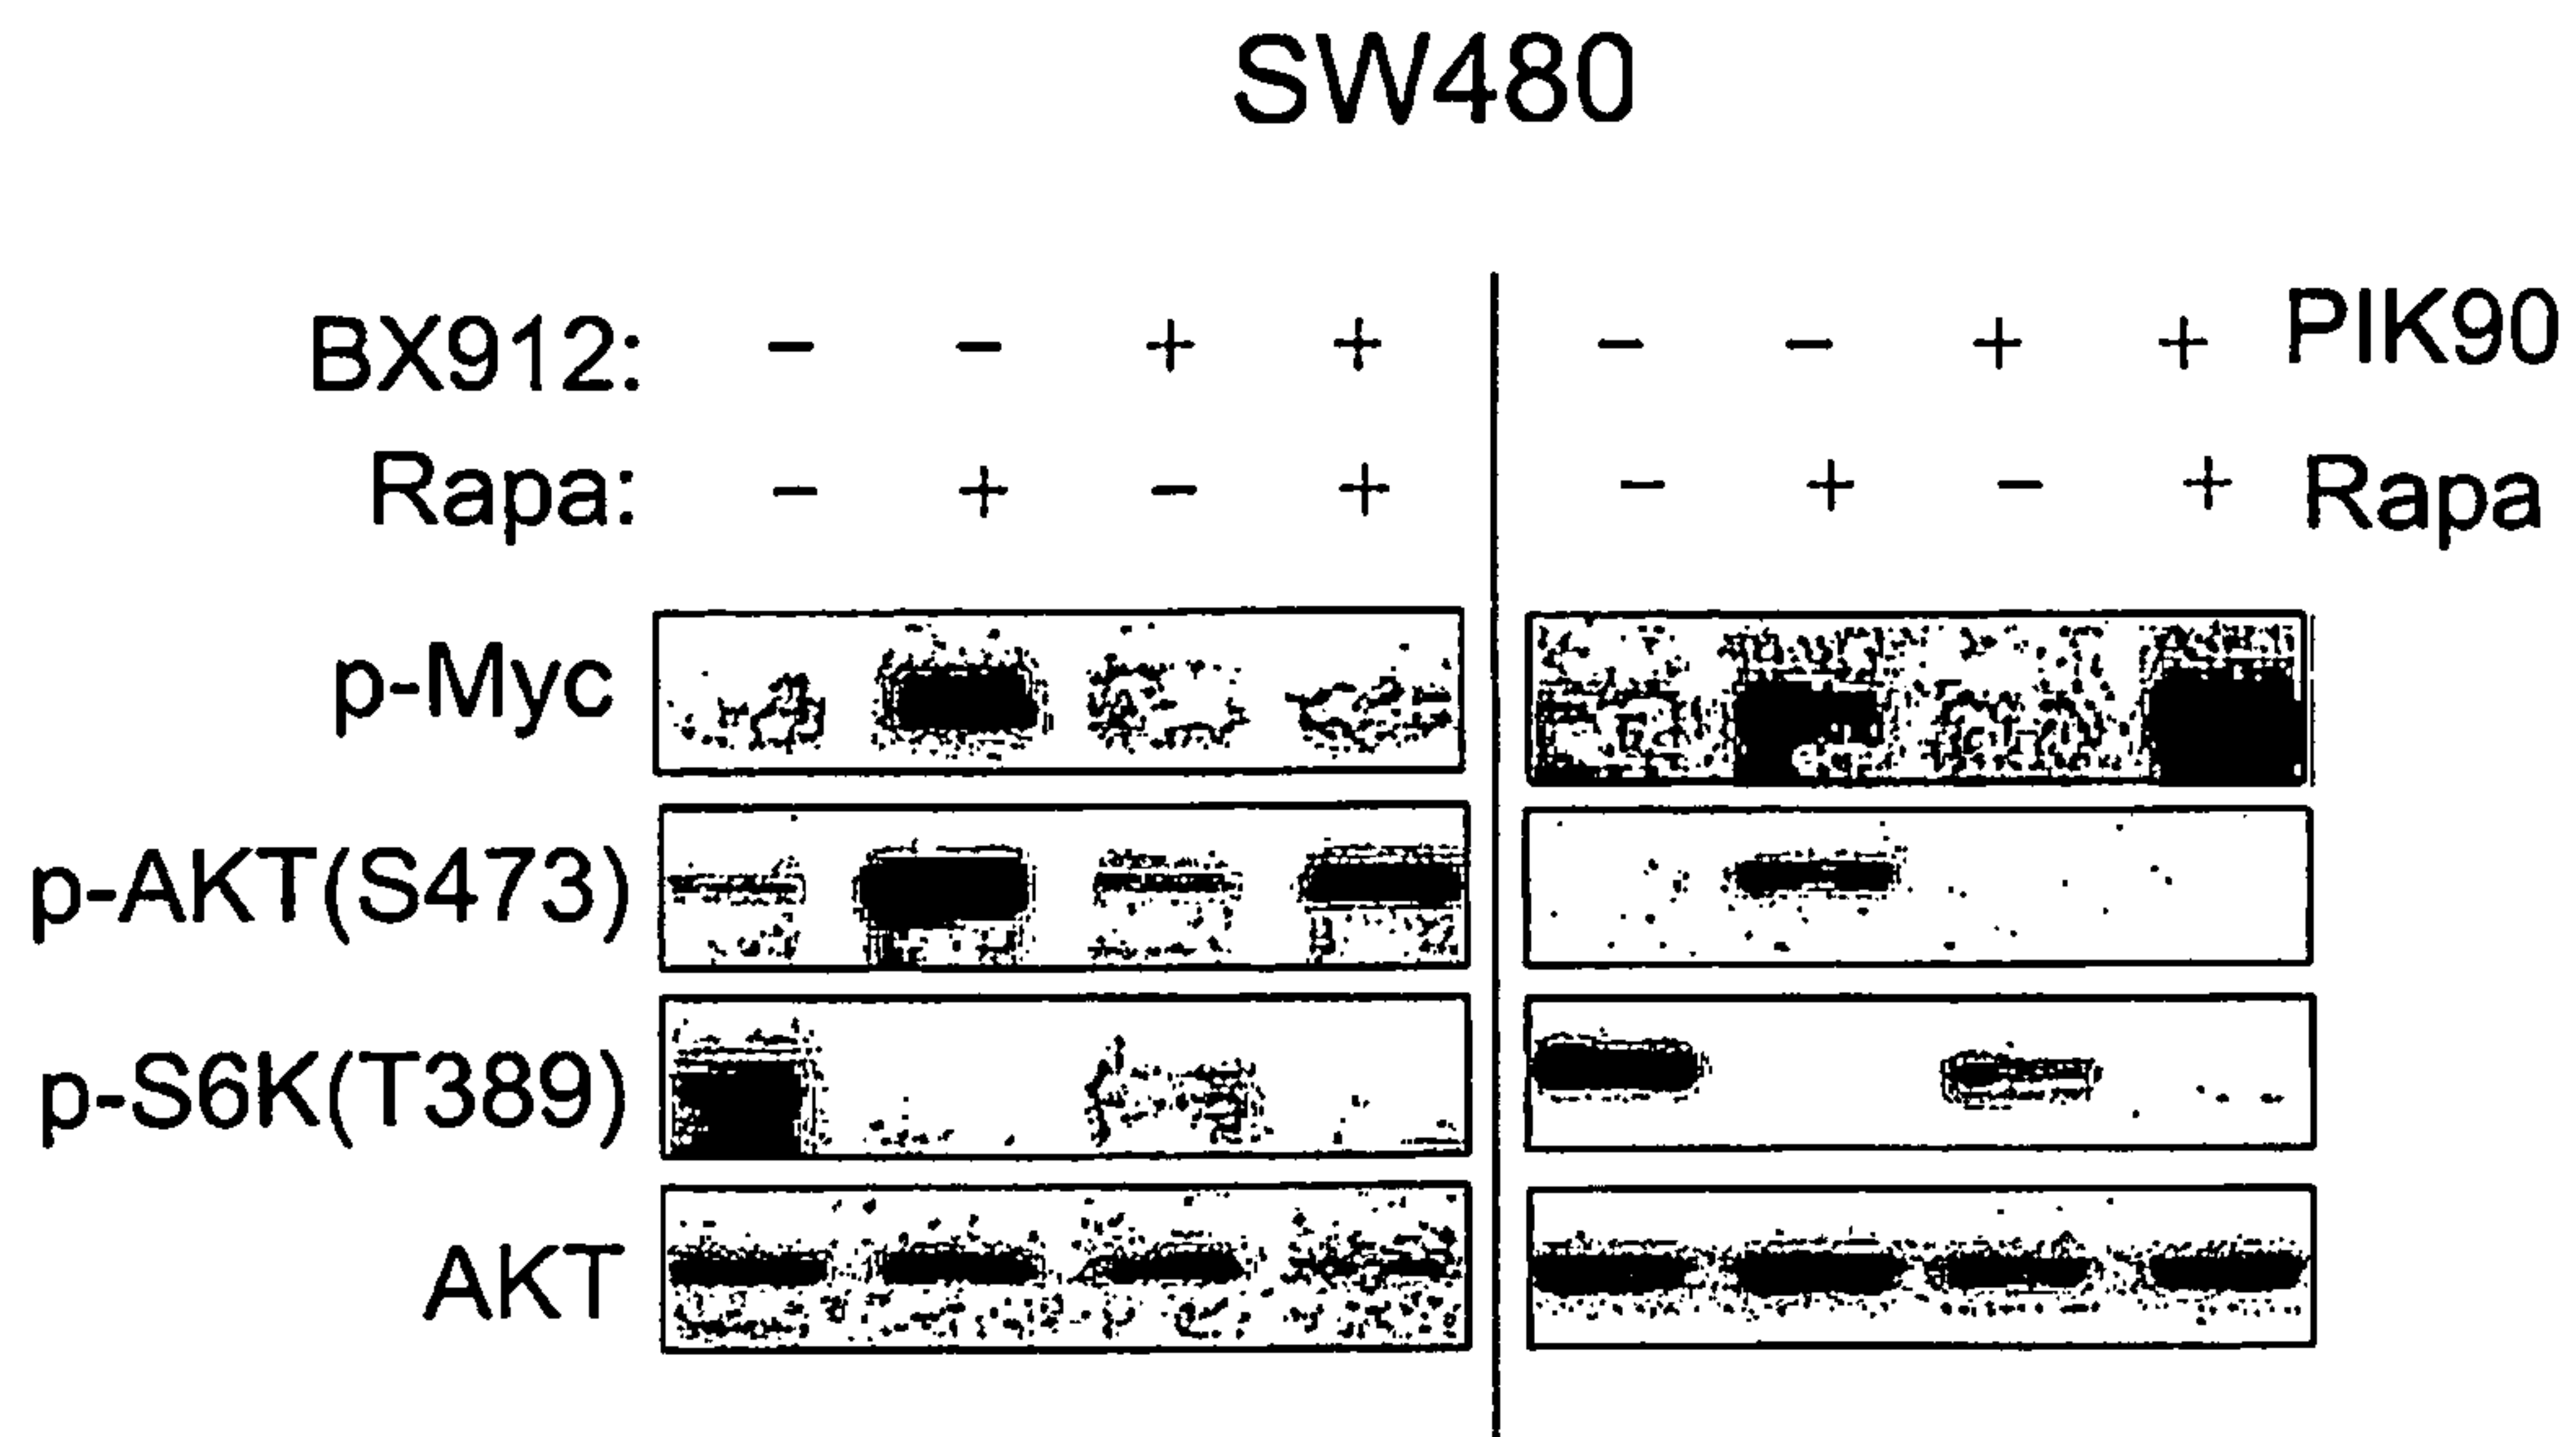 SW480
BX912: – – + + – – + + PIK90
Rapa: – + – + – + – + Rapa
p-Myc
p-AKT(S473)
p-S6K(T389)
AKT